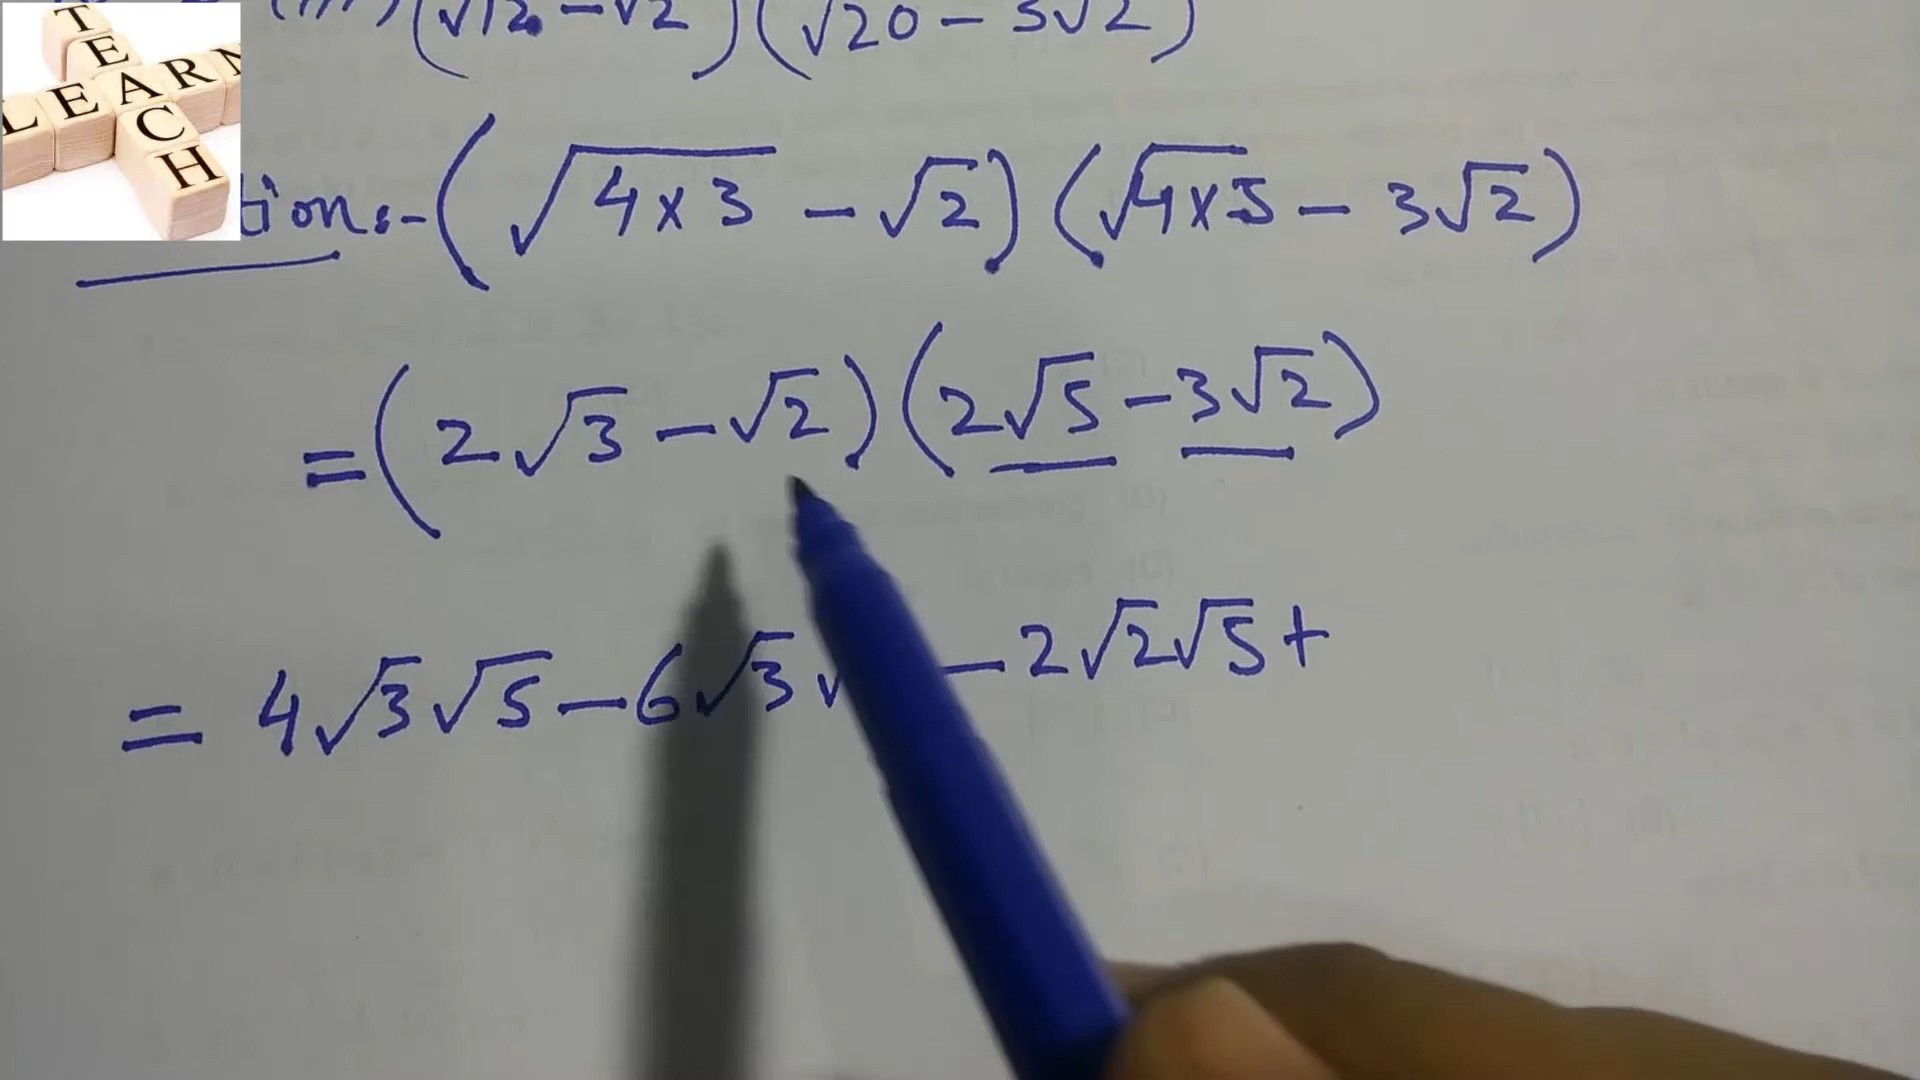 (√12 - √2)(√20 - 3√2)
TEACH
LEARN
tion:- (√4×3 - √2)(√4×5 - 3√2)
= (2√3 - √2)(2√5 - 3√2)
= 4√3√5 - 6√3√ - 2√2√5 +